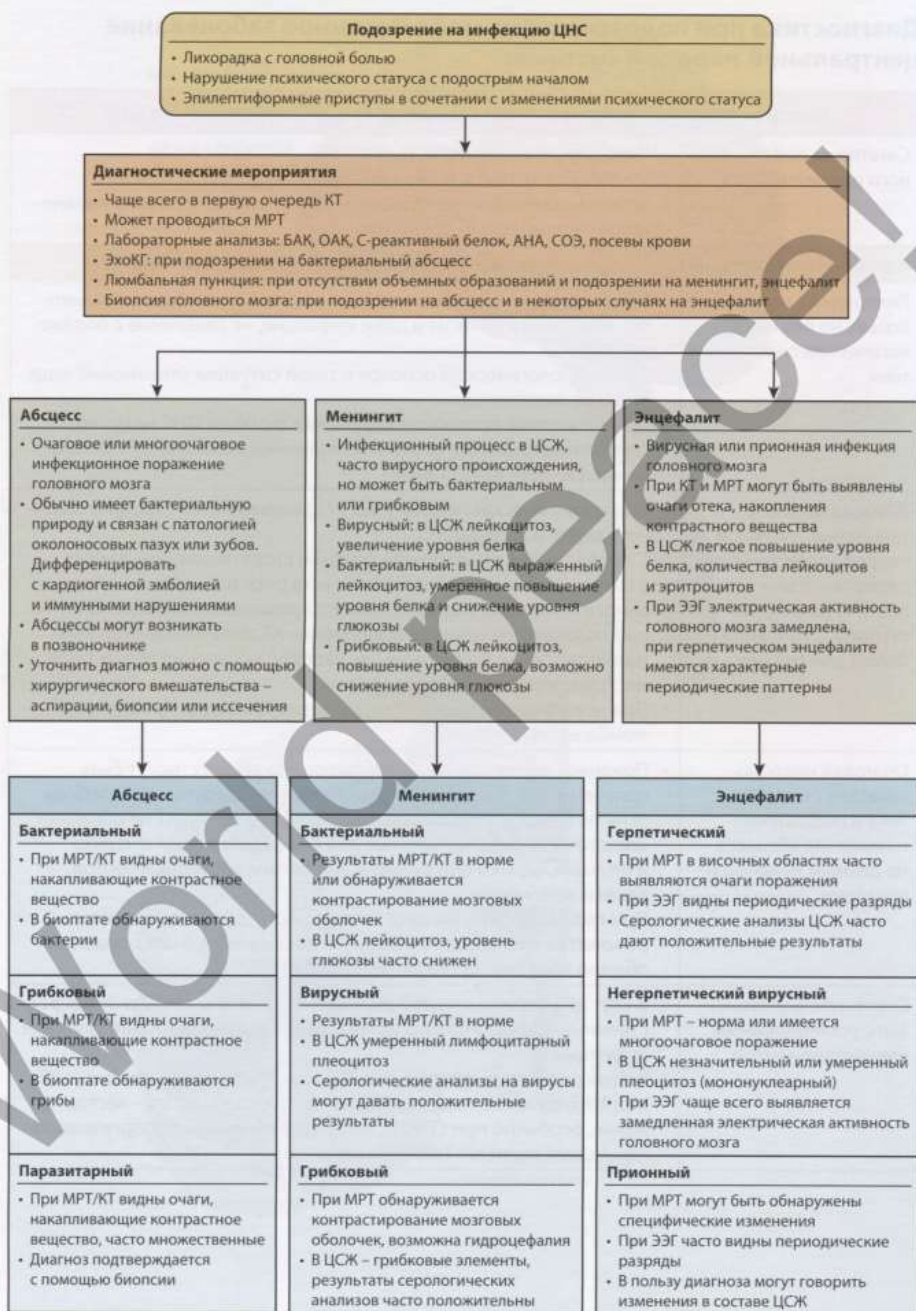 Подозрение на инфекцию ЦНС
• Лихорадка с головной болью
• Нарушение психического статуса с подострым началом
• Эпилептиформные приступы в сочетании с изменениями психического статуса
Диагностические мероприятия
• Чаще всего в первую очередь КТ
• Может проводиться МРТ
• Лабораторные анализы: БАК, ОАК, С-реактивный белок, АНА, СОЭ, посевы крови
• ЭхоКГ: при подозрении на бактериальный абсцесс
• Люмбальная пункция: при отсутствии объемных образований и подозрении на менингит, энцефалит
• Биопсия головного мозга: при подозрении на абсцесс и в некоторых случаях на энцефалит
Абсцесс
• Очаговое или многоочаговое
инфекционное поражение
головного мозга
• Обычно имеет бактериальную
природу и связан с патологией
околоносовых пазух или зубов.
Дифференцировать
с кардиогенной эмболией
и иммунными нарушениями
• Абсцессы могут возникать
в позвоночнике
• Уточнить диагноз можно с помощью
хирургического вмешательства –
аспирации, биопсии или иссечения
Менингит
• Инфекционный процесс в ЦСЖ,
часто вирусного происхождения,
но может быть бактериальным
или грибковым
• Вирусный: в ЦСЖ лейкоцитоз,
увеличение уровня белка
• Бактериальный: в ЦСЖ выраженный
лейкоцитоз, умеренное повышение
уровня белка и снижение уровня
глюкозы
• Грибковый: в ЦСЖ лейкоцитоз,
повышение уровня белка, возможно
снижение уровня глюкозы
Энцефалит
• Вирусная или прионная инфекция
головного мозга
• При КТ и МРТ могут быть выявлены
очаги отека, накопления
контрастного вещества
• В ЦСЖ легкое повышение уровня
белка, количества лейкоцитов
и эритроцитов
• При ЭЭГ электрическая активность
головного мозга замедлена,
при герпетическом энцефалите
имеются характерные
периодические паттерны
Абсцесс
Бактериальный
• При МРТ/КТ видны очаги,
накапливающие контрастное
вещество
• В биоптате обнаруживаются
бактерии
Грибковый
• При МРТ/КТ видны очаги,
накапливающие контрастное
вещество
• В биоптате обнаруживаются
грибы
Паразитарный
• При МРТ/КТ видны очаги,
накапливающие контрастное
вещество, часто множественные
• Диагноз подтверждается
с помощью биопсии
Менингит
Бактериальный
• Результаты МРТ/КТ в норме
или обнаруживается
контрастирование мозговых
оболочек
• В ЦСЖ лейкоцитоз, уровень
глюкозы часто снижен
Вирусный
• Результаты МРТ/КТ в норме
• В ЦСЖ умеренный лимфоцитарный
плеоцитоз
• Серологические анализы на вирусы
могут давать положительные
результаты
Грибковый
• При МРТ обнаруживается
контрастирование мозговых
оболочек, возможна гидроцефалия
• В ЦСЖ – грибковые элементы,
результаты серологических
анализов часто положительны
Энцефалит
Герпетический
• При МРТ в височных областях часто
выявляются очаги поражения
• При ЭЭГ видны периодические разряды
• Серологические анализы ЦСЖ часто
дают положительные результаты
Негерпетический вирусный
• При МРТ – норма или имеется
многоочаговое поражение
• В ЦСЖ незначительный или умеренный
плеоцитоз (мононуклеарный)
• При ЭЭГ чаще всего выявляется
замедленная электрическая активность
головного мозга
Прионный
• При МРТ могут быть обнаружены
специфические изменения
• При ЭЭГ часто видны периодические
разряды
• В пользу диагноза могут говорить
изменения в составе ЦСЖ
World peace!